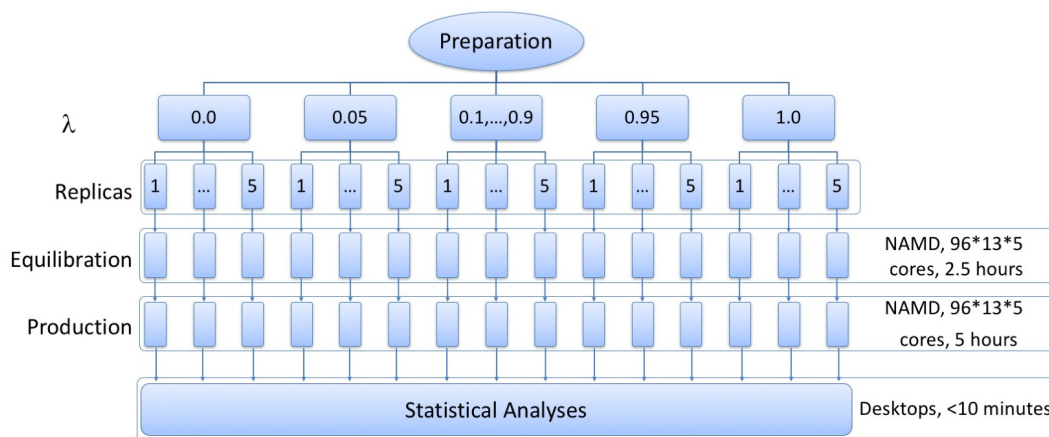 Preparation
λ 0.0 0.05 0.1,...,0.9 0.95 1.0
Replicas 1 ... 5 1 ... 5 1 ... 5 1 ... 5 1 ... 5
Equilibration
NAMD, 96*13*5
cores, 2.5 hours
Production
NAMD, 96*13*5
cores, 5 hours
Statistical Analyses
Desktops, <10 minutes